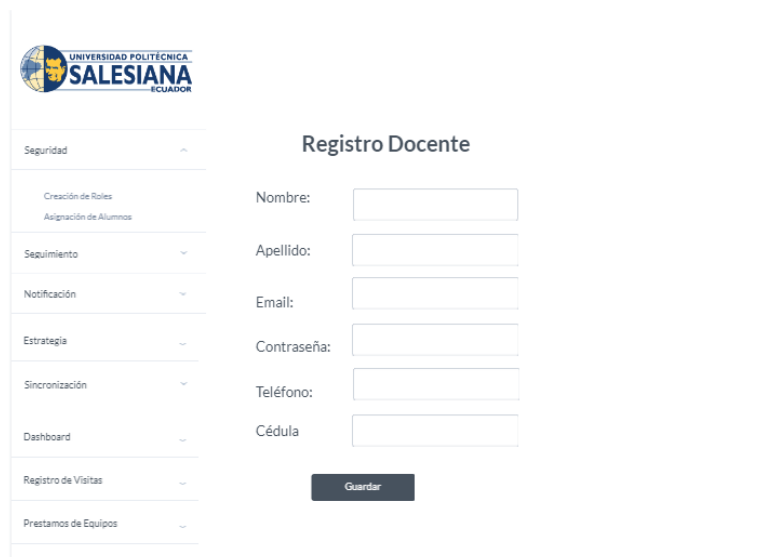 UNIVERSIDAD POLITÉCNICA
SALESIANA
ECUADOR
Seguridad
Creación de Roles
Asignación de Alumnos
Seguimiento
Notificación
Estrategia
Sincronización
Dashboard
Registro de Visitas
Prestamos de Equipos
Registro Docente
Nombre:
Apellido:
Email:
Contraseña:
Teléfono:
Cédula
Guardar